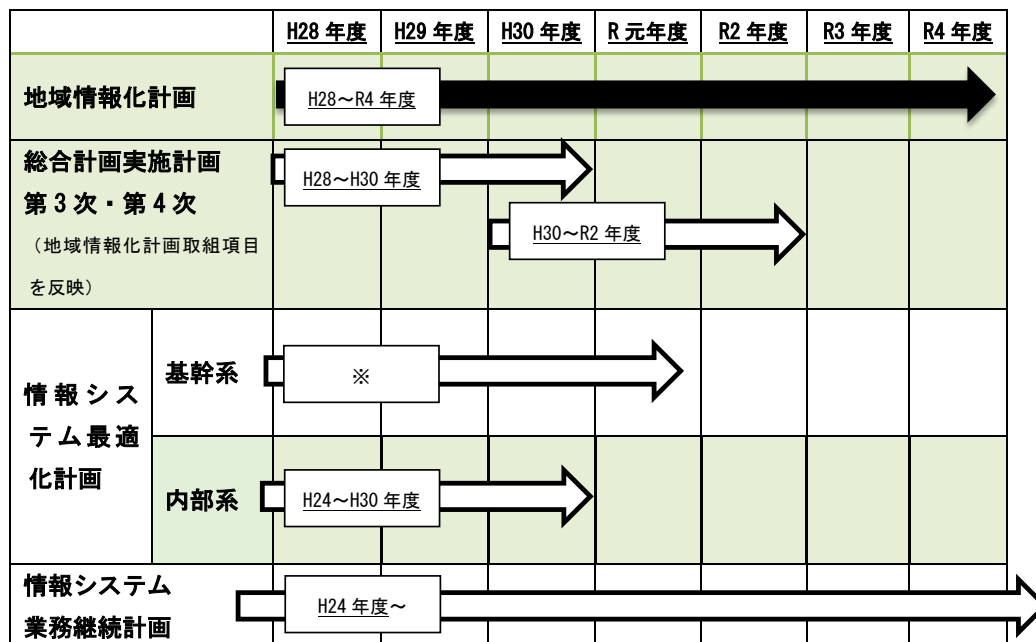 H28 年度 H29 年度 H30 年度 R 元年度 R2 年度 R3 年度 R4 年度
地域情報化計画
H28～R4 年度
総合計画実施計画
第３次・第４次
（地域情報化計画取組項目
を反映）
H28～H30 年度
H30～R2 年度
情報シス
テム最適
化計画
基幹系
※
内部系
H24～H30 年度
情報システム
業務継続計画
H24 年度～